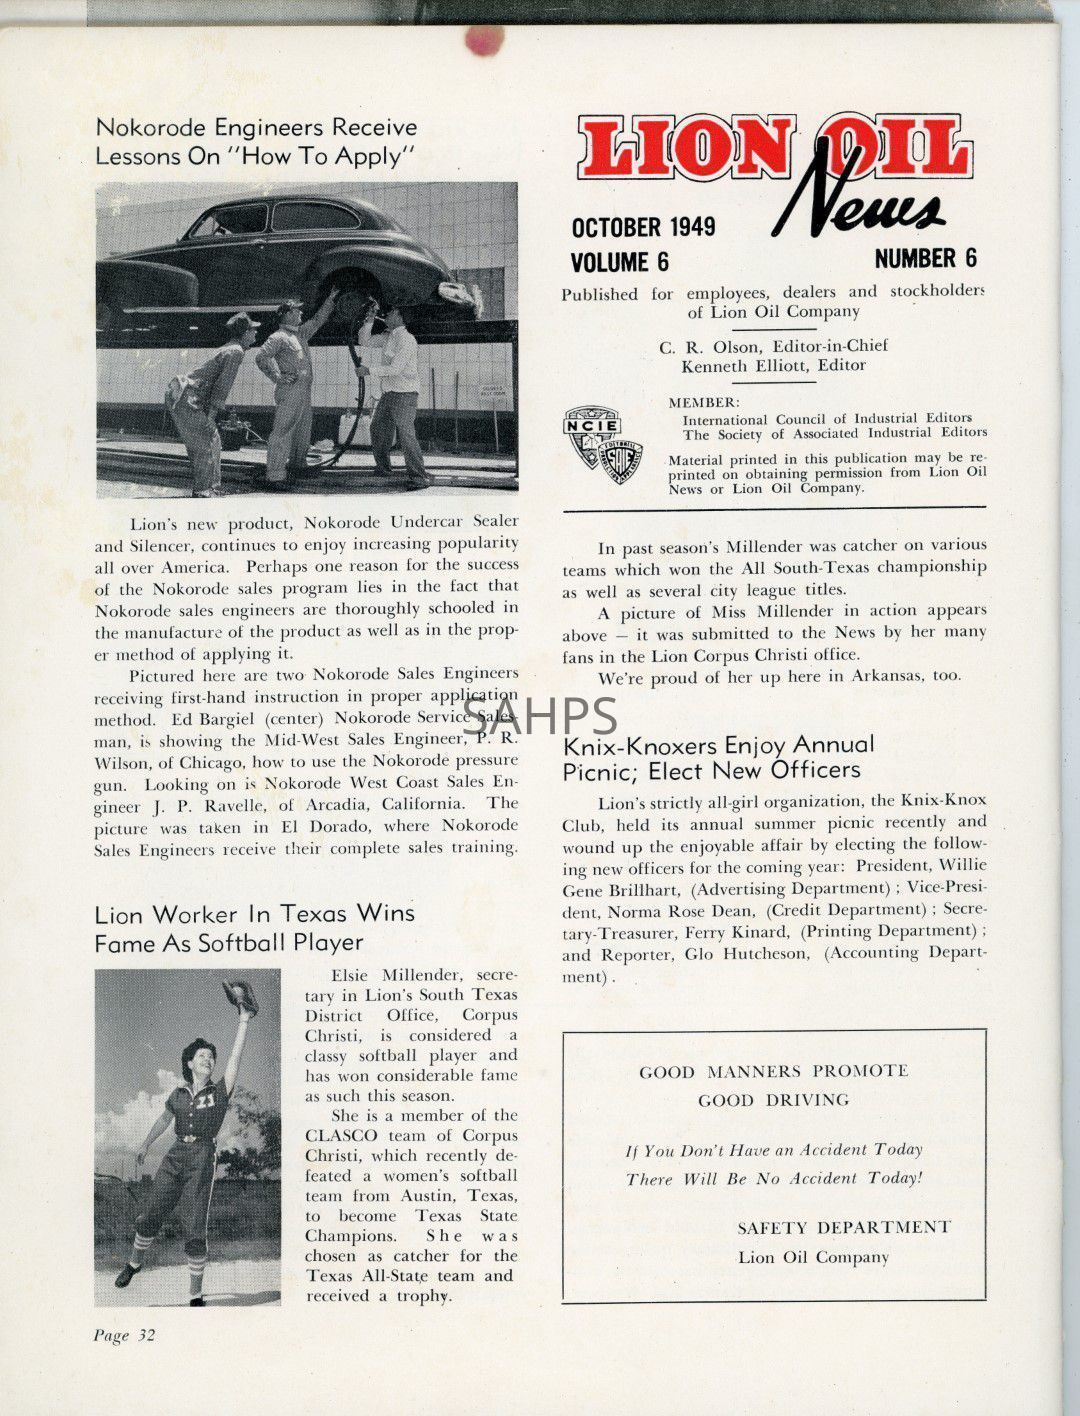 Nokorode Engineers Receive
Lessons On "How To Apply"
Lion's new product, Nokorode Undercar Sealer
and Silencer, continues to enjoy increasing popularity
all over America. Perhaps one reason for the success
of the Nokorode sales program lies in the fact that
Nokorode sales engineers are thoroughly schooled in
the manufacture of the product as well as in the prop-
er method of applying it.
Pictured here are two Nokorode Sales Engineers
receiving first-hand instruction in proper application
method. Ed Bargiel (center) Nokorode Service Sales-
man, is showing the Mid-West Sales Engineer, P. R.
Wilson, of Chicago, how to use the Nokorode pressure
gun. Looking on is Nokorode West Coast Sales En-
gineer J. P. Ravelle, of Arcadia, California. The
picture was taken in El Dorado, where Nokorode
Sales Engineers receive their complete sales training.
Lion Worker In Texas Wins
Fame As Softball Player
23
Elsie Millender, secre-
tary in Lion's South Texas
District Office, Corpus
Christi, is considered a
classy softball player and
has won considerable fame
as such this season.
She is a member of the
CLASCO team of Corpus
Christi, which recently de-
feated a women's softball
team from Austin, Texas,
to become Texas State
Champions. She was
chosen as catcher for the
Texas All-State team and
received a trophy.
Page 32
LION OIL
News
OCTOBER 1949
VOLUME 6 NUMBER 6
Published for employees, dealers and stockholders
of Lion Oil Company
C. R. Olson, Editor-in-Chief
Kenneth Elliott, Editor
NCIE
MEMBER:
International Council of Industrial Editors
The Society of Associated Industrial Editors
Material printed in this publication may be re-
printed on obtaining permission from Lion Oil
News or Lion Oil Company.
In past season's Millender was catcher on various
teams which won the All South-Texas championship
as well as several city league titles.
A picture of Miss Millender in action appears
above — it was submitted to the News by her many
fans in the Lion Corpus Christi office.
We're proud of her up here in Arkansas, too.
SAHPS
Knix-Knoxers Enjoy Annual
Picnic; Elect New Officers
Lion's strictly all-girl organization, the Knix-Knox
Club, held its annual summer picnic recently and
wound up the enjoyable affair by electing the follow-
ing new officers for the coming year: President, Willie
Gene Brillhart, (Advertising Department) ; Vice-Presi-
dent, Norma Rose Dean, (Credit Department) ; Secre-
tary-Treasurer, Ferry Kinard, (Printing Department) ;
and Reporter, Glo Hutcheson, (Accounting Depart-
ment) .
GOOD MANNERS PROMOTE
GOOD DRIVING
If You Don't Have an Accident Today
There Will Be No Accident Today!
SAFETY DEPARTMENT
Lion Oil Company